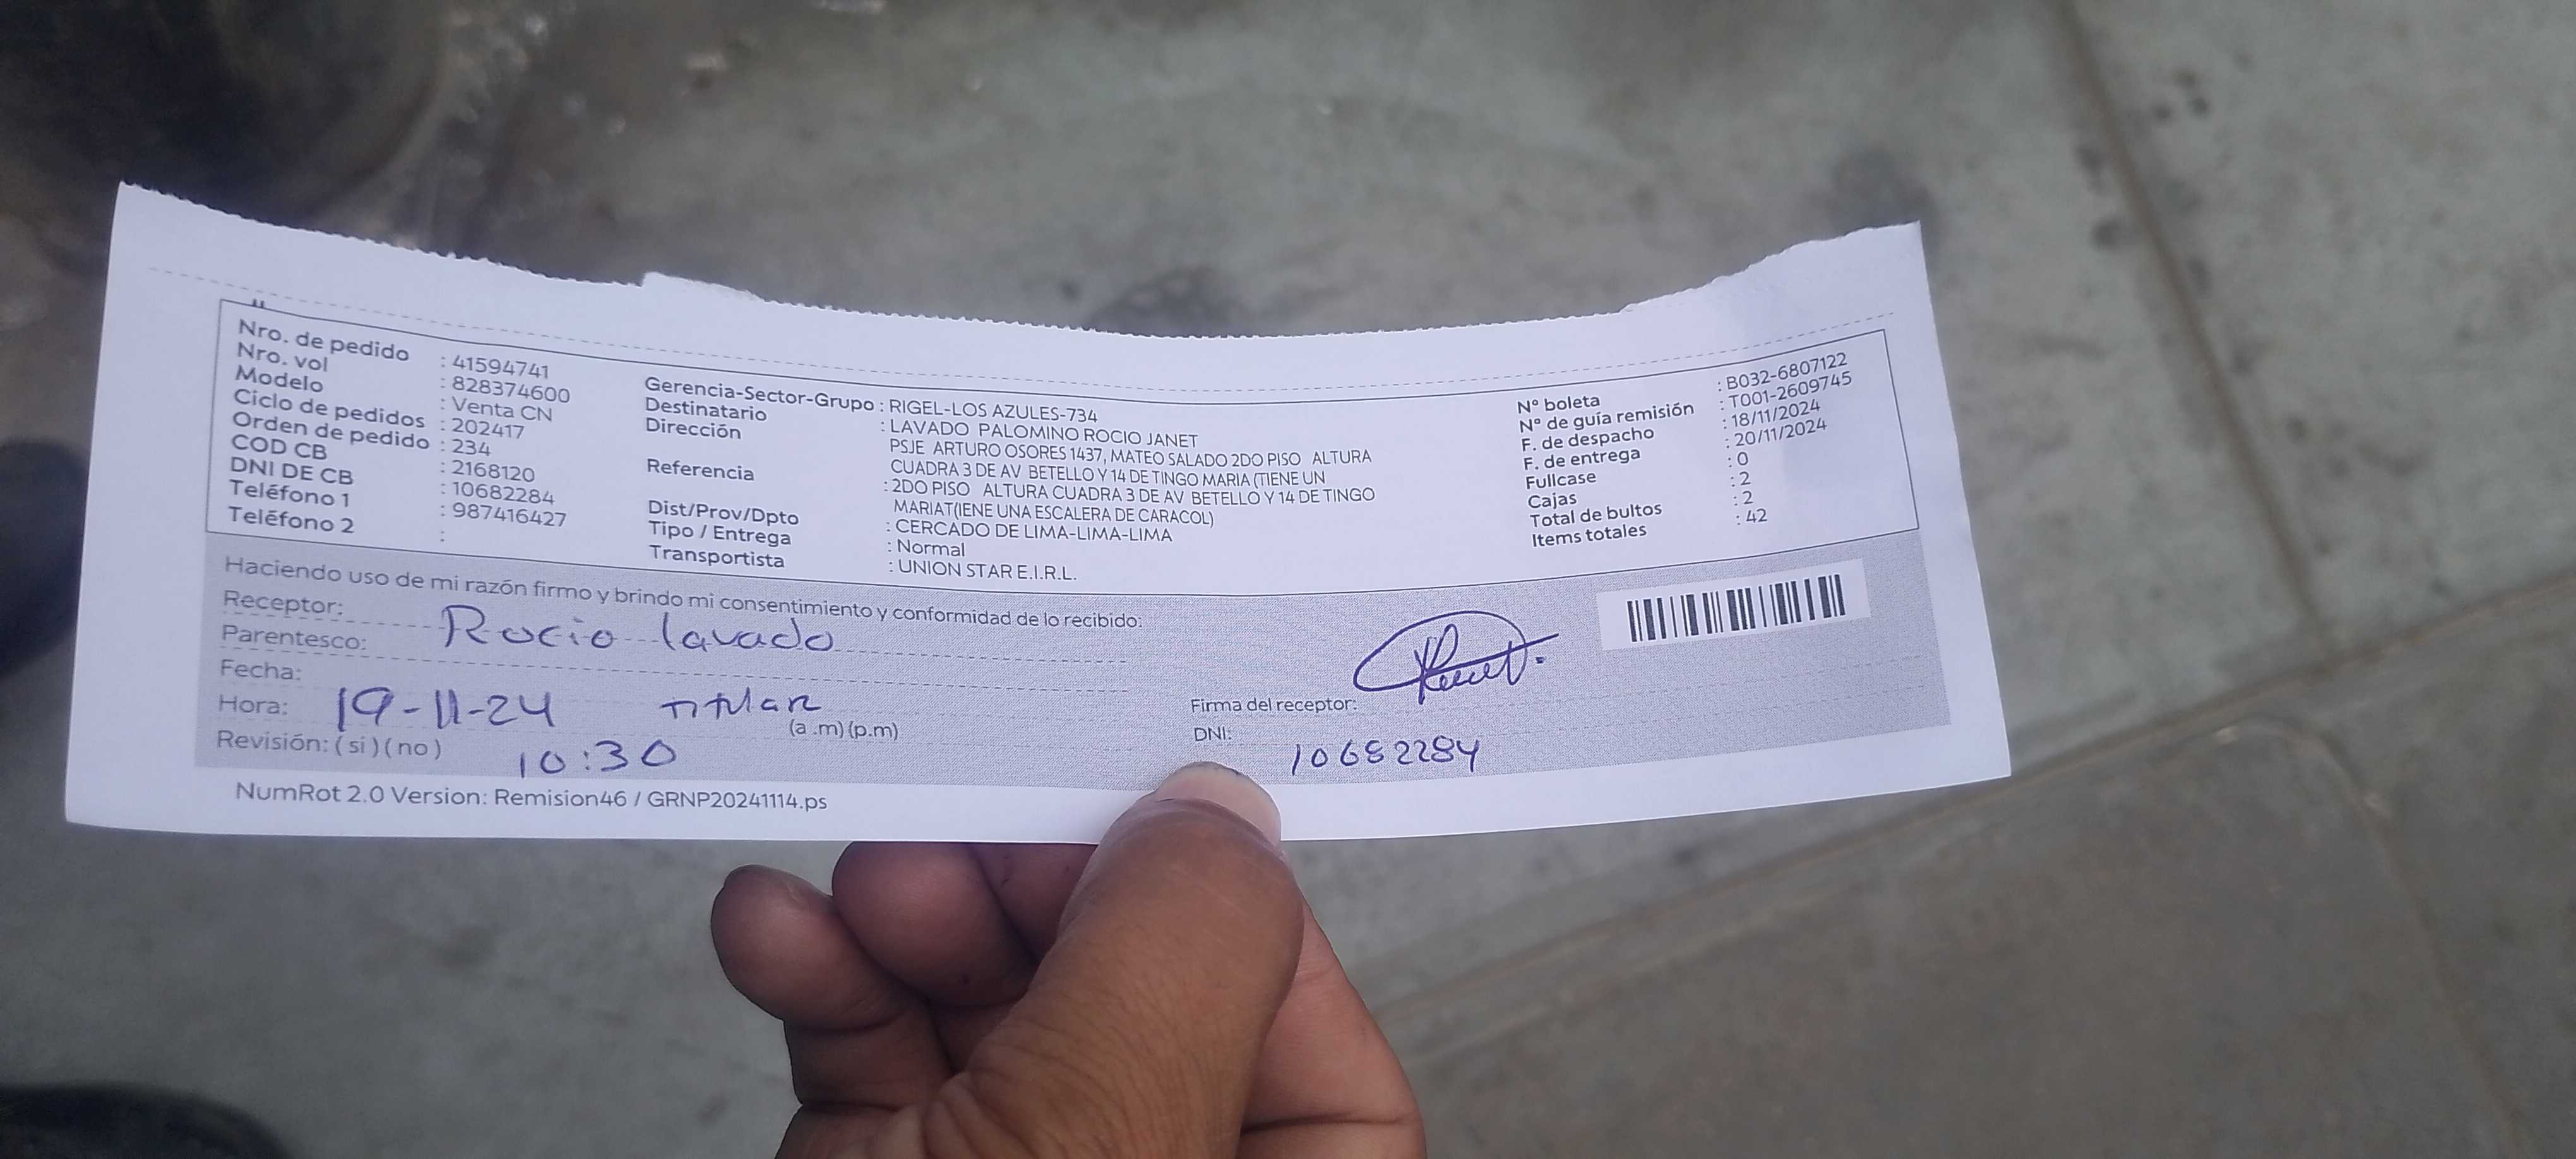 Nro. de pedido : 41594741
Nro. vol : 828374600
Modelo : Venta CN
Ciclo de pedidos : 202417
Orden de pedido : 234
COD CB : 2168120
DNI DE CB : 10682284
Teléfono 1 : 987416427
Teléfono 2 :
Gerencia-Sector-Grupo : RIGEL-LOS AZULES-734
Destinatario : LAVADO PALOMINO ROCIO JANET
Dirección PSJE ARTURO OSORES 1437, MATEO SALADO 2DO PISO ALTURA
CUADRA 3 DE AV BETELLO Y 14 DE TINGO MARIA (TIENE UN
Referencia : 2DO PISO ALTURA CUADRA 3 DE AV BETELLO Y 14 DE TINGO
MARIAT(IENE UNA ESCALERA DE CARACOL)
Dist/Prov/Dpto : CERCADO DE LIMA-LIMA-LIMA
Tipo / Entrega : Normal
Transportista : UNION STAR E.I.R.L.
N° boleta : B032-6807122
N° de guía remisión : T001-2609745
F. de despacho : 18/11/2024
F. de entrega : 20/11/2024
Fullcase : 0
Cajas : 2
Total de bultos : 2
Items totales : 42
Haciendo uso de mi razón firmo y brindo mi consentimiento y conformidad de lo recibido:
Receptor: Rocio lavado
Parentesco: Titular
Fecha: 19-11-24
Hora: 10:30 (a .m) (p.m)
Revisión: ( si ) ( no )
Firma del receptor:
DNI: 10682284
NumRot 2.0 Version: Remision46 / GRNP20241114.ps